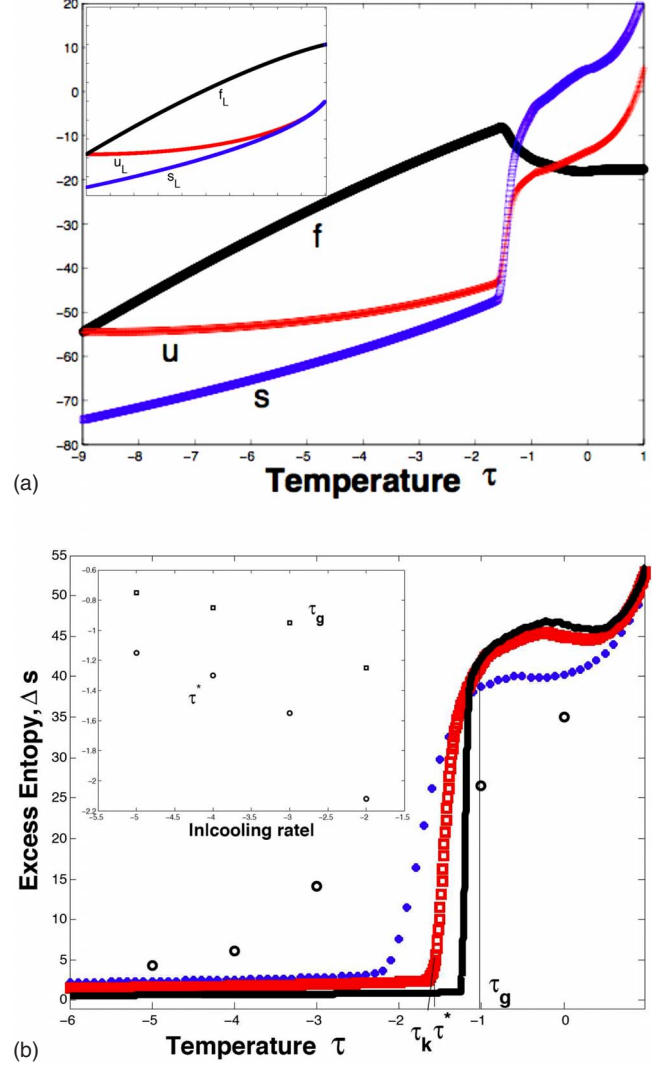 20
10
0
-10
-20
-30
-40
-50
-60
-70
-80
f_L
u_L
s_L
f
u
s
-9 -8 -7 -6 -5 -4 -3 -2 -1 0 1
Temperature τ
(a)
55
50
45
40
35
30
25
20
15
10
5
0
Excess Entopy, Δ s
-0.6
-0.8
-1
-1.2
-1.4
-1.6
-1.8
-2
-2.2
τ_g
τ*
-5.5 -5 -4.5 -4 -3.5 -3 -2.5 -2 -1.5
ln|cooling rate|
τ_g
-6 -5 -4 -3 -2 -1 0
τ_k τ*
Temperature τ
(b)